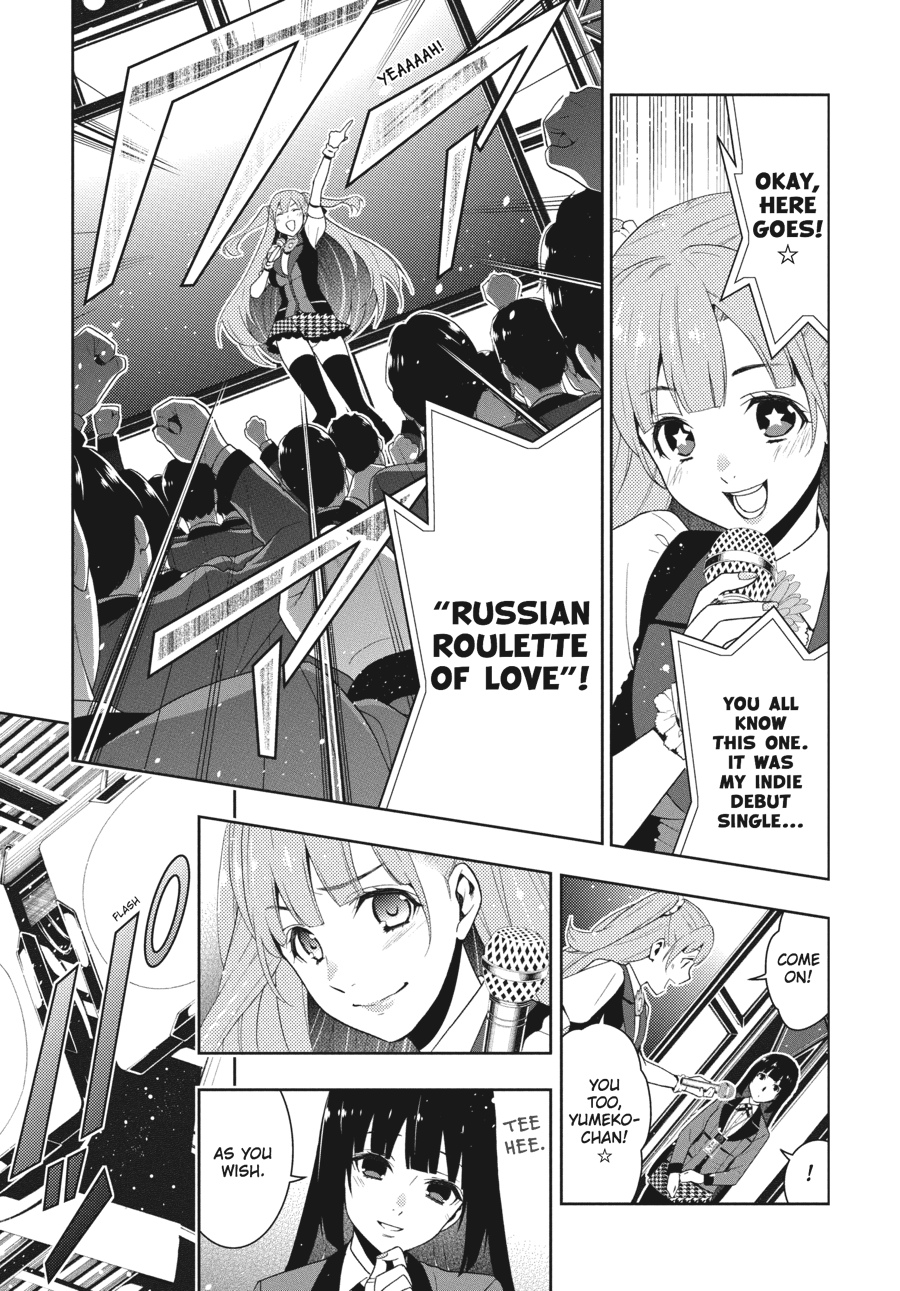 OKAY,
HERE
GOES!
☆
YOU ALL
KNOW
THIS ONE.
IT WAS
MY INDIE
DEBUT
SINGLE...
YEAAAAH!
"RUSSIAN
ROULETTE
OF LOVE"!
COME
ON!
YOU
TOO,
YUMEKO-
CHAN!
☆
!
TEE
HEE.
AS YOU
WISH.
FLASH